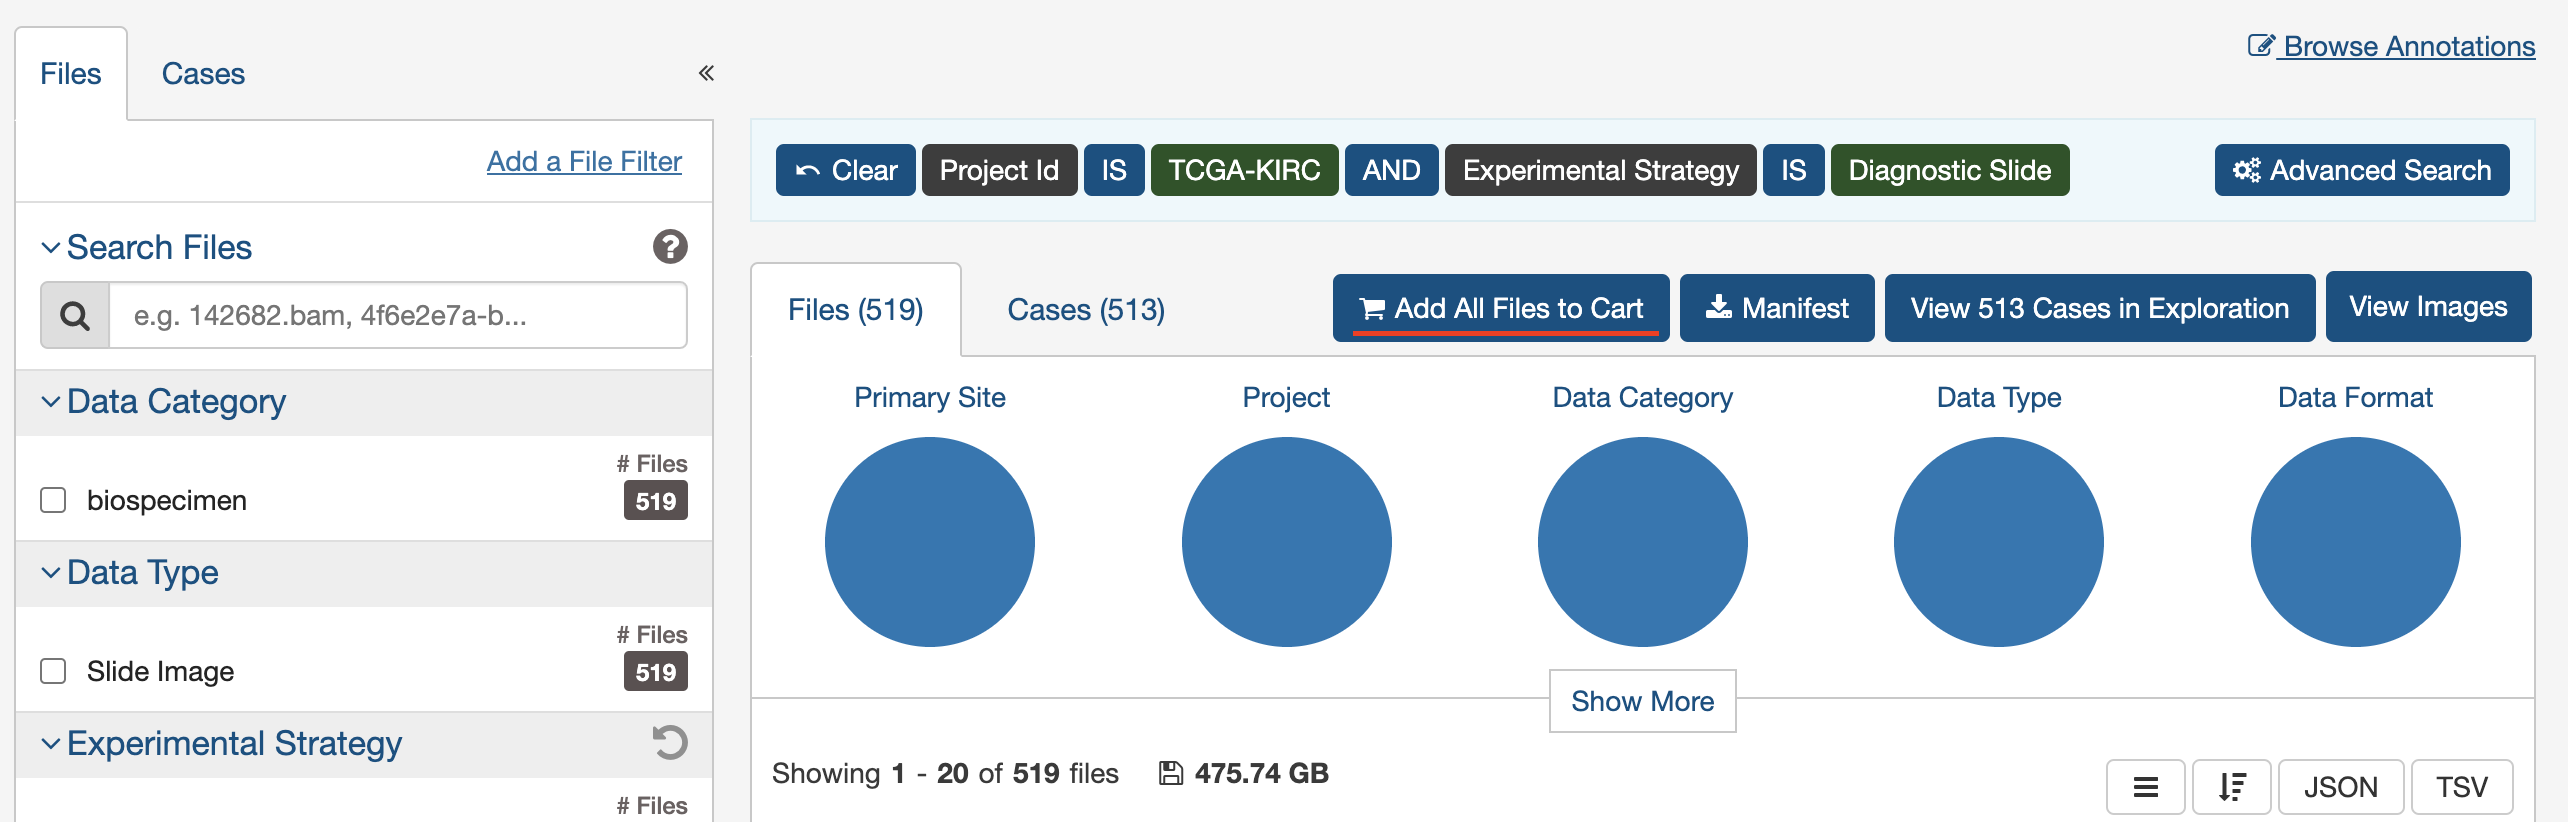 Files
Cases
«
Browse Annotations
Add a File Filter
Clear Project Id IS TCGA-KIRC AND Experimental Strategy IS Diagnostic Slide
Advanced Search
Search Files
?
e.g. 142682.bam, 4f6e2e7a-b...
Files (519)
Cases (513)
Add All Files to Cart
Manifest
View 513 Cases in Exploration
View Images
Data Category
# Files
biospecimen 519
Data Type
# Files
Slide Image 519
Experimental Strategy
# Files
Primary Site
Project
Data Category
Data Type
Data Format
Show More
Showing 1 - 20 of 519 files 475.74 GB
JSON
TSV